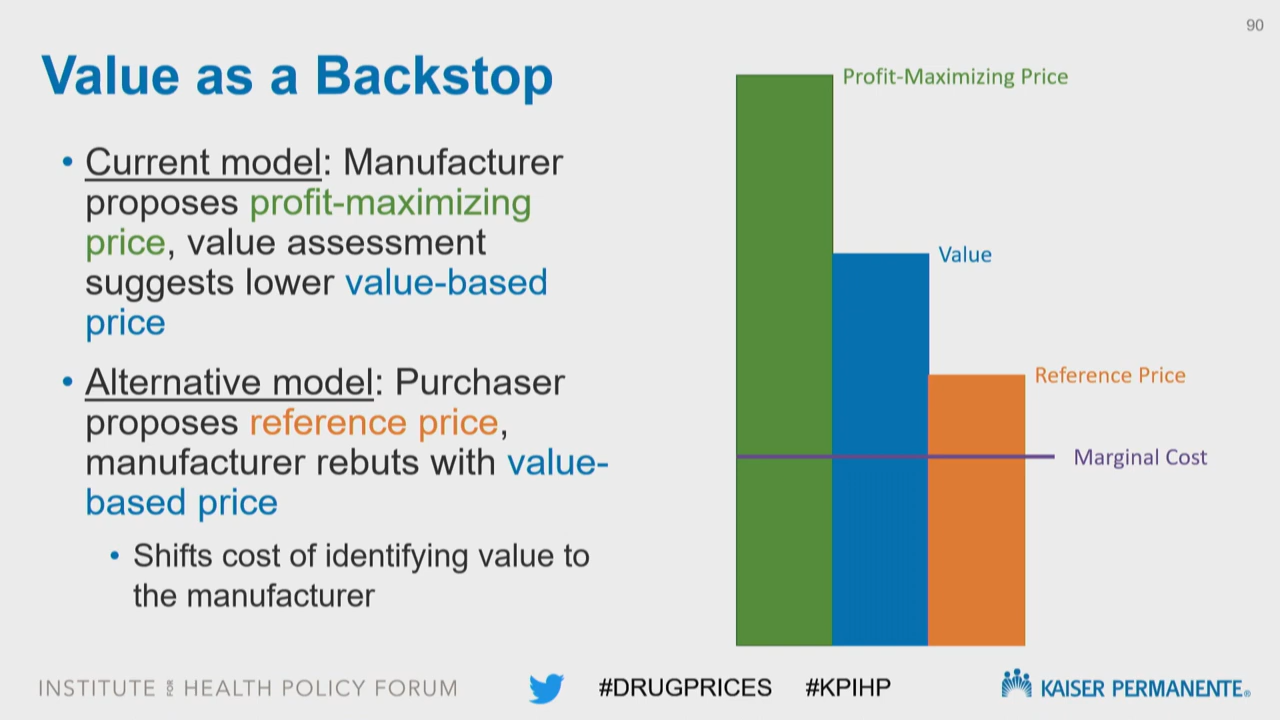 90
Value as a Backstop
• Current model: Manufacturer
proposes profit-maximizing
price, value assessment
suggests lower value-based
price
• Alternative model: Purchaser
proposes reference price,
manufacturer rebuts with value-
based price
• Shifts cost of identifying value to
the manufacturer
Profit-Maximizing Price
Value
Reference Price
Marginal Cost
INSTITUTE FOR HEALTH POLICY FORUM
#DRUGPRICES #KPIHP
KAISER PERMANENTE®